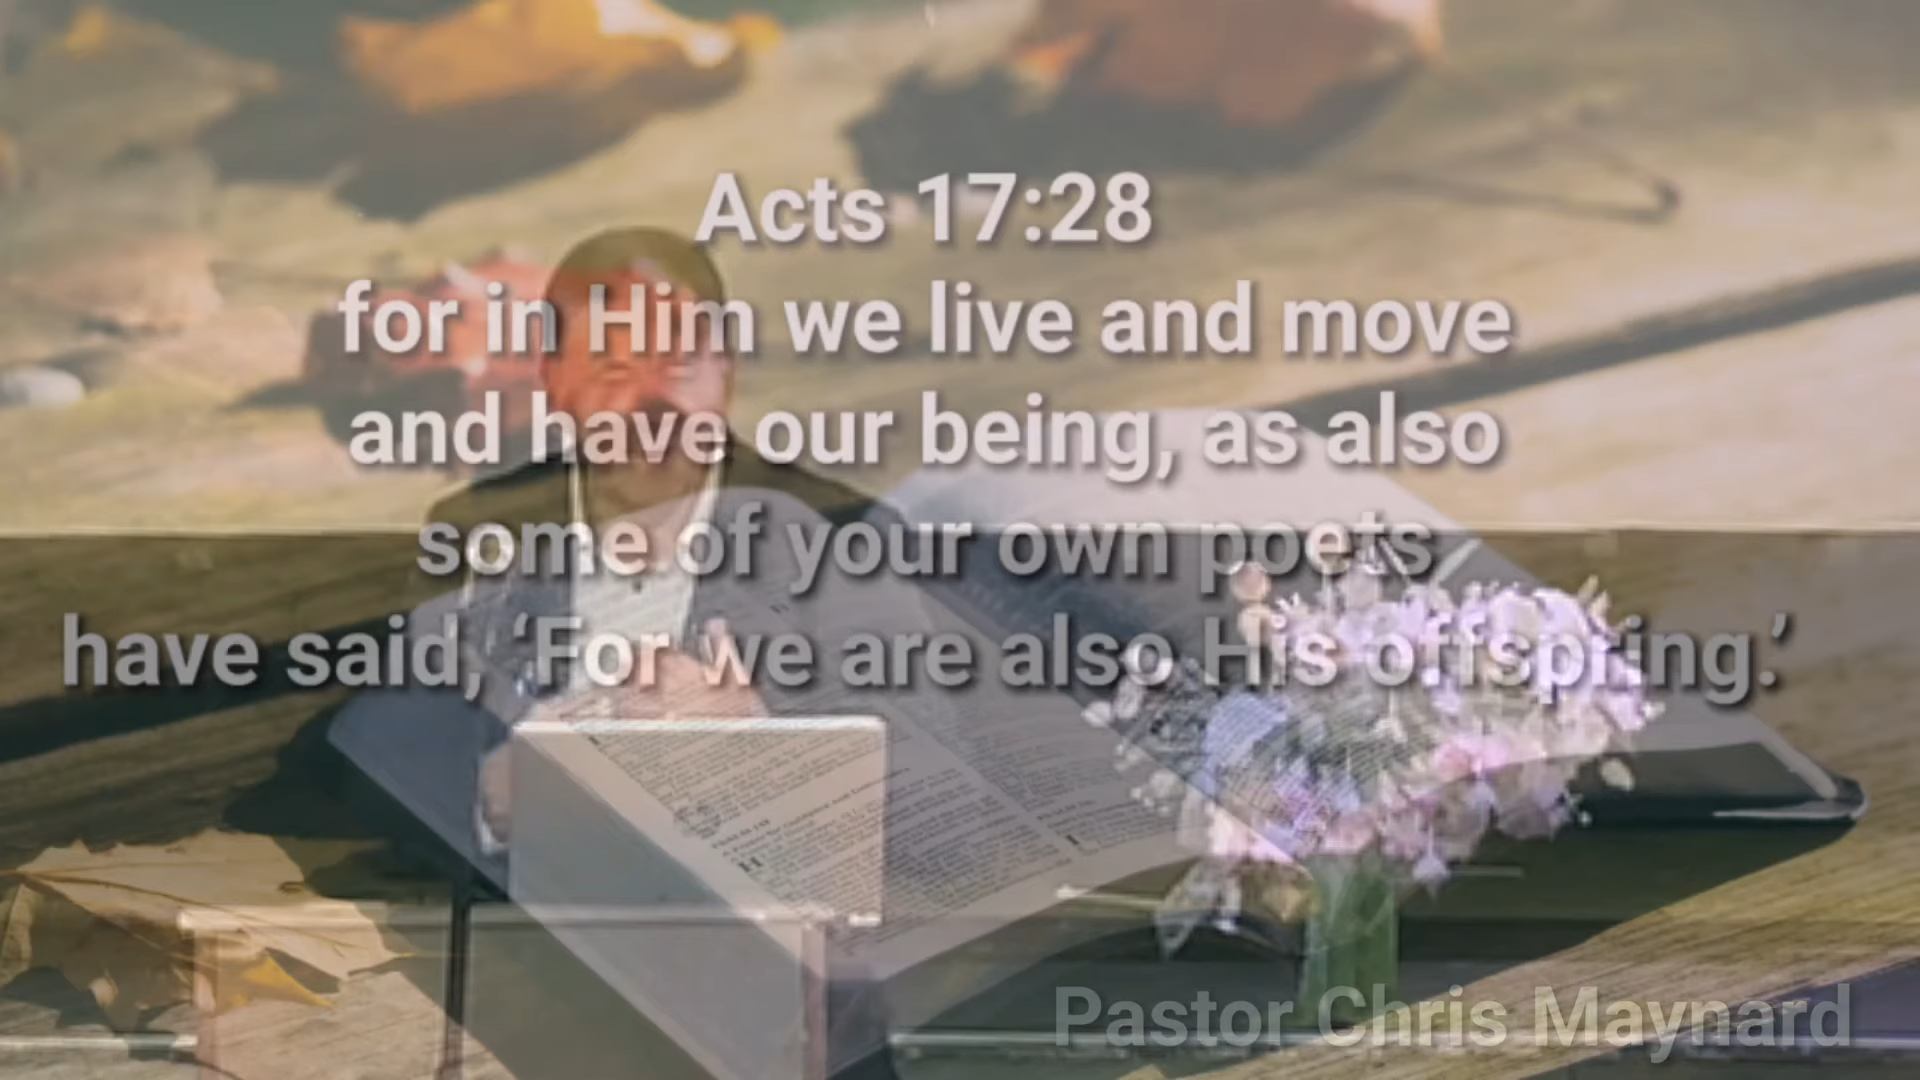 Acts 17:28
for in Him we live and move
and have our being, as also
some of your own poets
have said, ‘For we are also His offspring.’
Pastor Chris Maynard